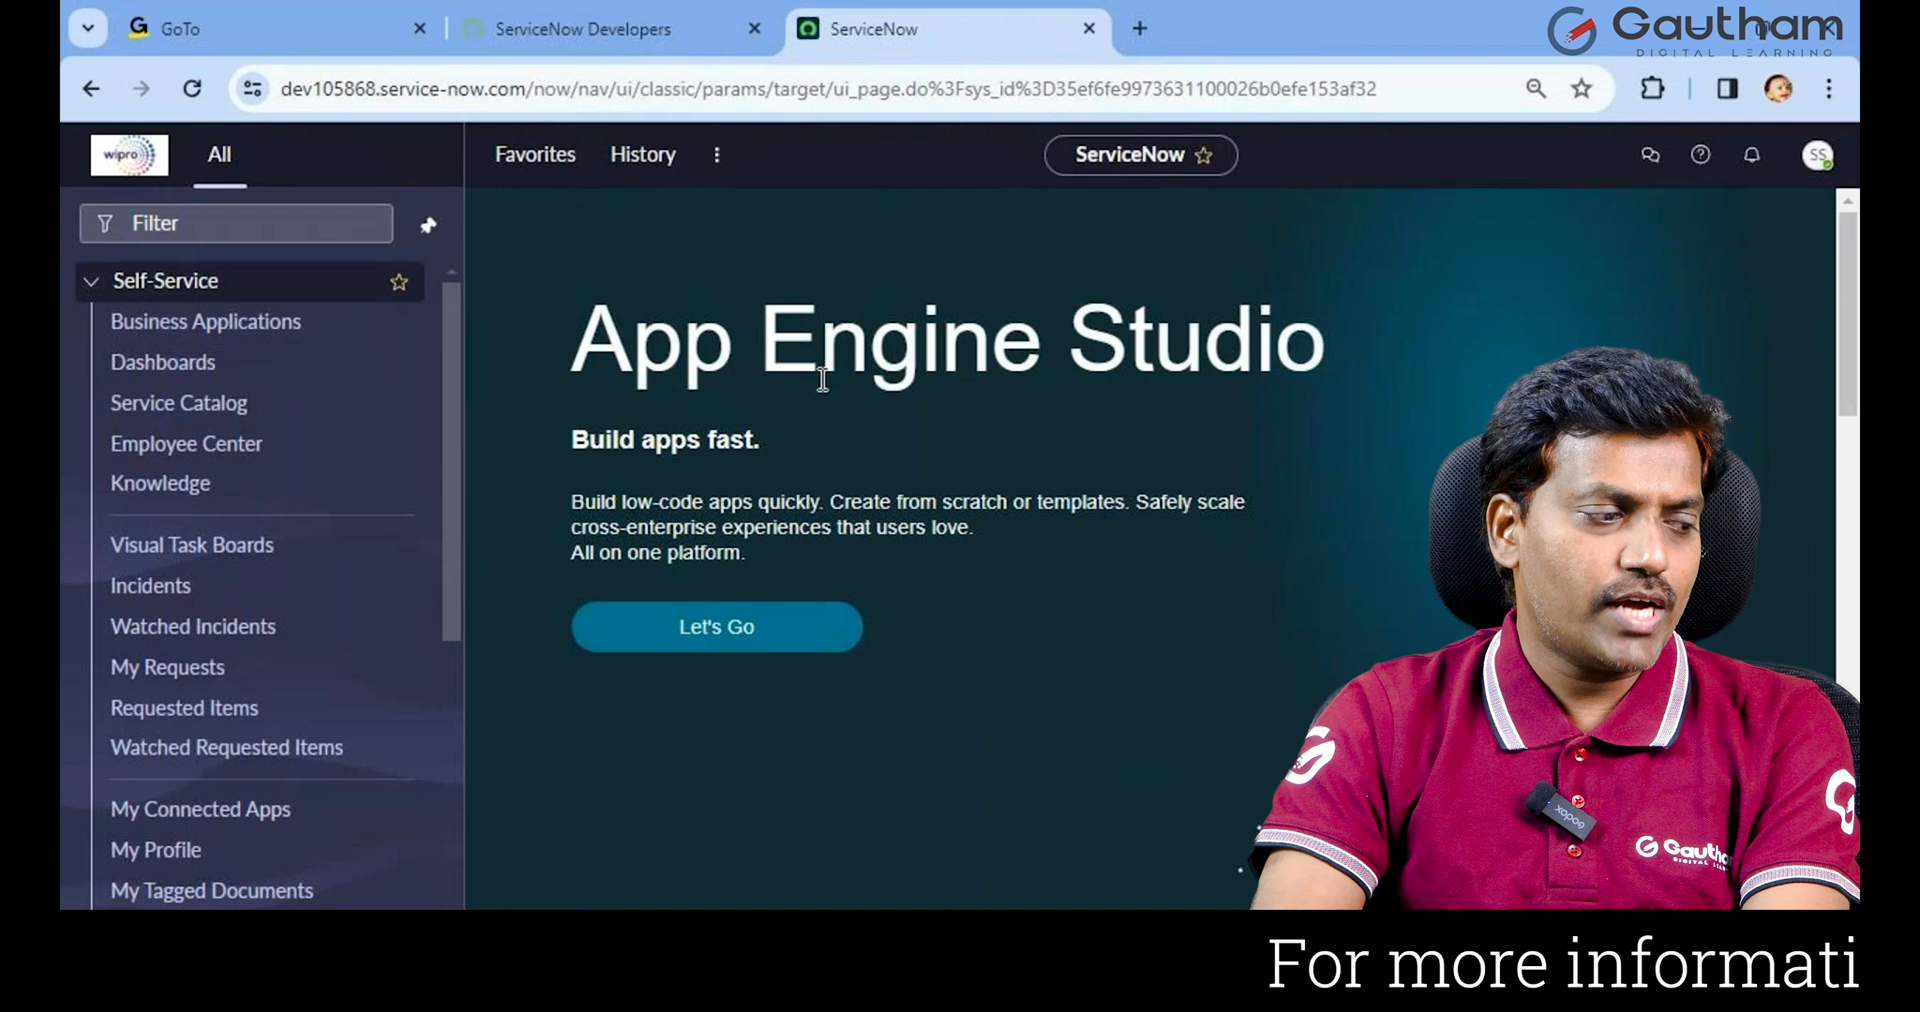 GoTo
ServiceNow Developers
ServiceNow
Gautham
DIGITAL LEARNING
dev105868.service-now.com/now/nav/ui/classic/params/target/ui_page.do%3Fsys_id%3D35ef6fe9973631100026b0efe153af32
wipro
All
Favorites
History
ServiceNow
SS
Filter
Self-Service
Business Applications
Dashboards
Service Catalog
Employee Center
Knowledge
Visual Task Boards
Incidents
Watched Incidents
My Requests
Requested Items
Watched Requested Items
My Connected Apps
My Profile
My Tagged Documents
App Engine Studio
Build apps fast.
Build low-code apps quickly. Create from scratch or templates. Safely scale
cross-enterprise experiences that users love.
All on one platform.
Let's Go
Godox
For more informati